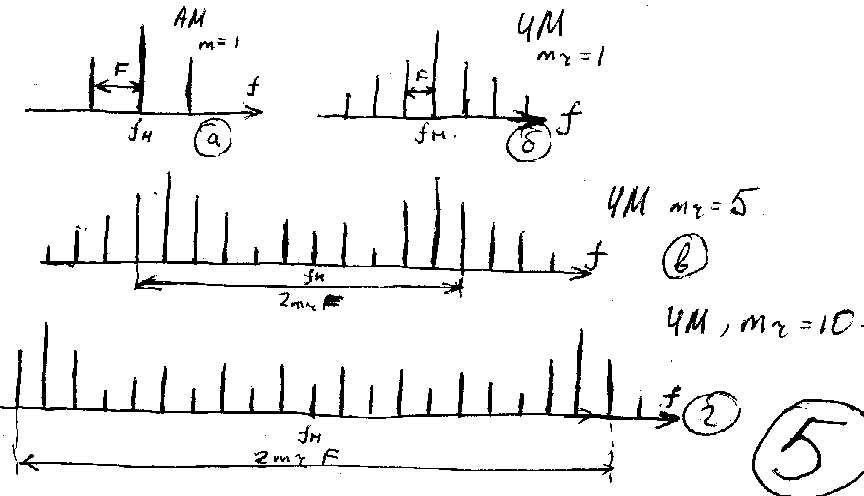 АМ
m=1
F
f
fн
а
ЧМ
mч=1
F
f
fн.
б
ЧМ mч=5
f
в
fн
2mч F
ЧМ, mч=10.
f
г
fн
2mч F
5